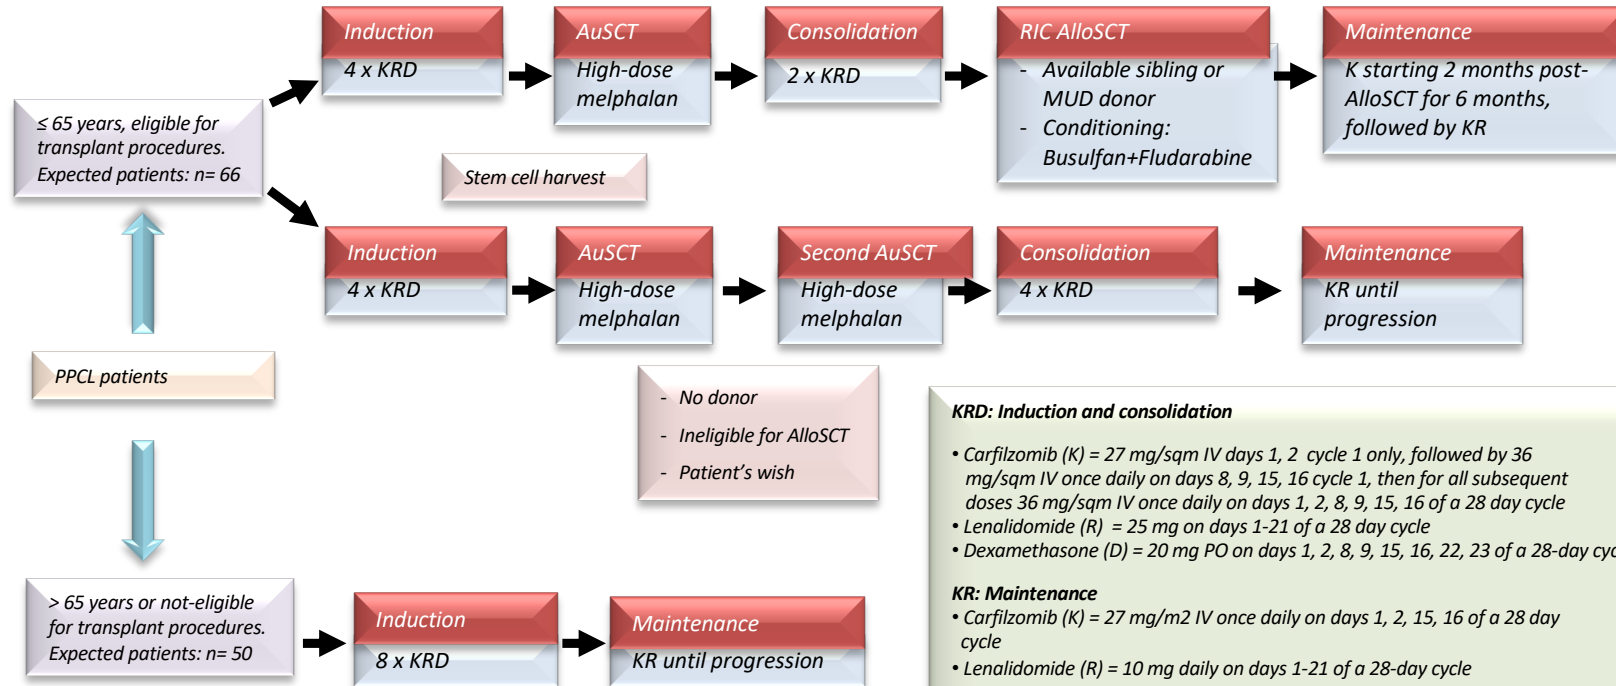 Induction
4 x KRD
AuSCT
High-dose
melphalan
Consolidation
2 x KRD
RIC AlloSCT
- Available sibling or
MUD donor
- Conditioning:
Busulfan+Fludarabine
Maintenance
K starting 2 months post-
AlloSCT for 6 months,
followed by KR
≤ 65 years, eligible for
transplant procedures.
Expected patients: n= 66
Stem cell harvest
Induction
4 x KRD
AuSCT
High-dose
melphalan
Second AuSCT
High-dose
melphalan
Consolidation
4 x KRD
Maintenance
KR until
progression
PPCL patients
- No donor
- Ineligible for AlloSCT
- Patient's wish
KRD: Induction and consolidation
• Carfilzomib (K) = 27 mg/sqm IV days 1, 2 cycle 1 only, followed by 36
mg/sqm IV once daily on days 8, 9, 15, 16 cycle 1, then for all subsequent
doses 36 mg/sqm IV once daily on days 1, 2, 8, 9, 15, 16 of a 28 day cycle
• Lenalidomide (R) = 25 mg on days 1-21 of a 28 day cycle
• Dexamethasone (D) = 20 mg PO on days 1, 2, 8, 9, 15, 16, 22, 23 of a 28-day cyc
KR: Maintenance
• Carfilzomib (K) = 27 mg/m2 IV once daily on days 1, 2, 15, 16 of a 28 day
cycle
• Lenalidomide (R) = 10 mg daily on days 1-21 of a 28-day cycle
> 65 years or not-eligible
for transplant procedures.
Expected patients: n= 50
Induction
8 x KRD
Maintenance
KR until progression